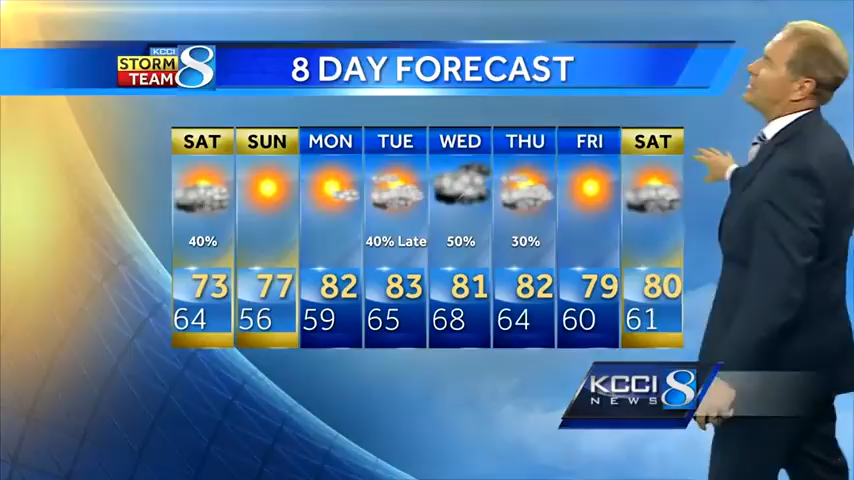 KCCI
STORM
TEAM 8
8 DAY FORECAST
SAT SUN MON TUE WED THU FRI SAT
40% 40% Late 50% 30%
73 77 82 83 81 82 79 80
64 56 59 65 68 64 60 61
KCCI 8
NEWS